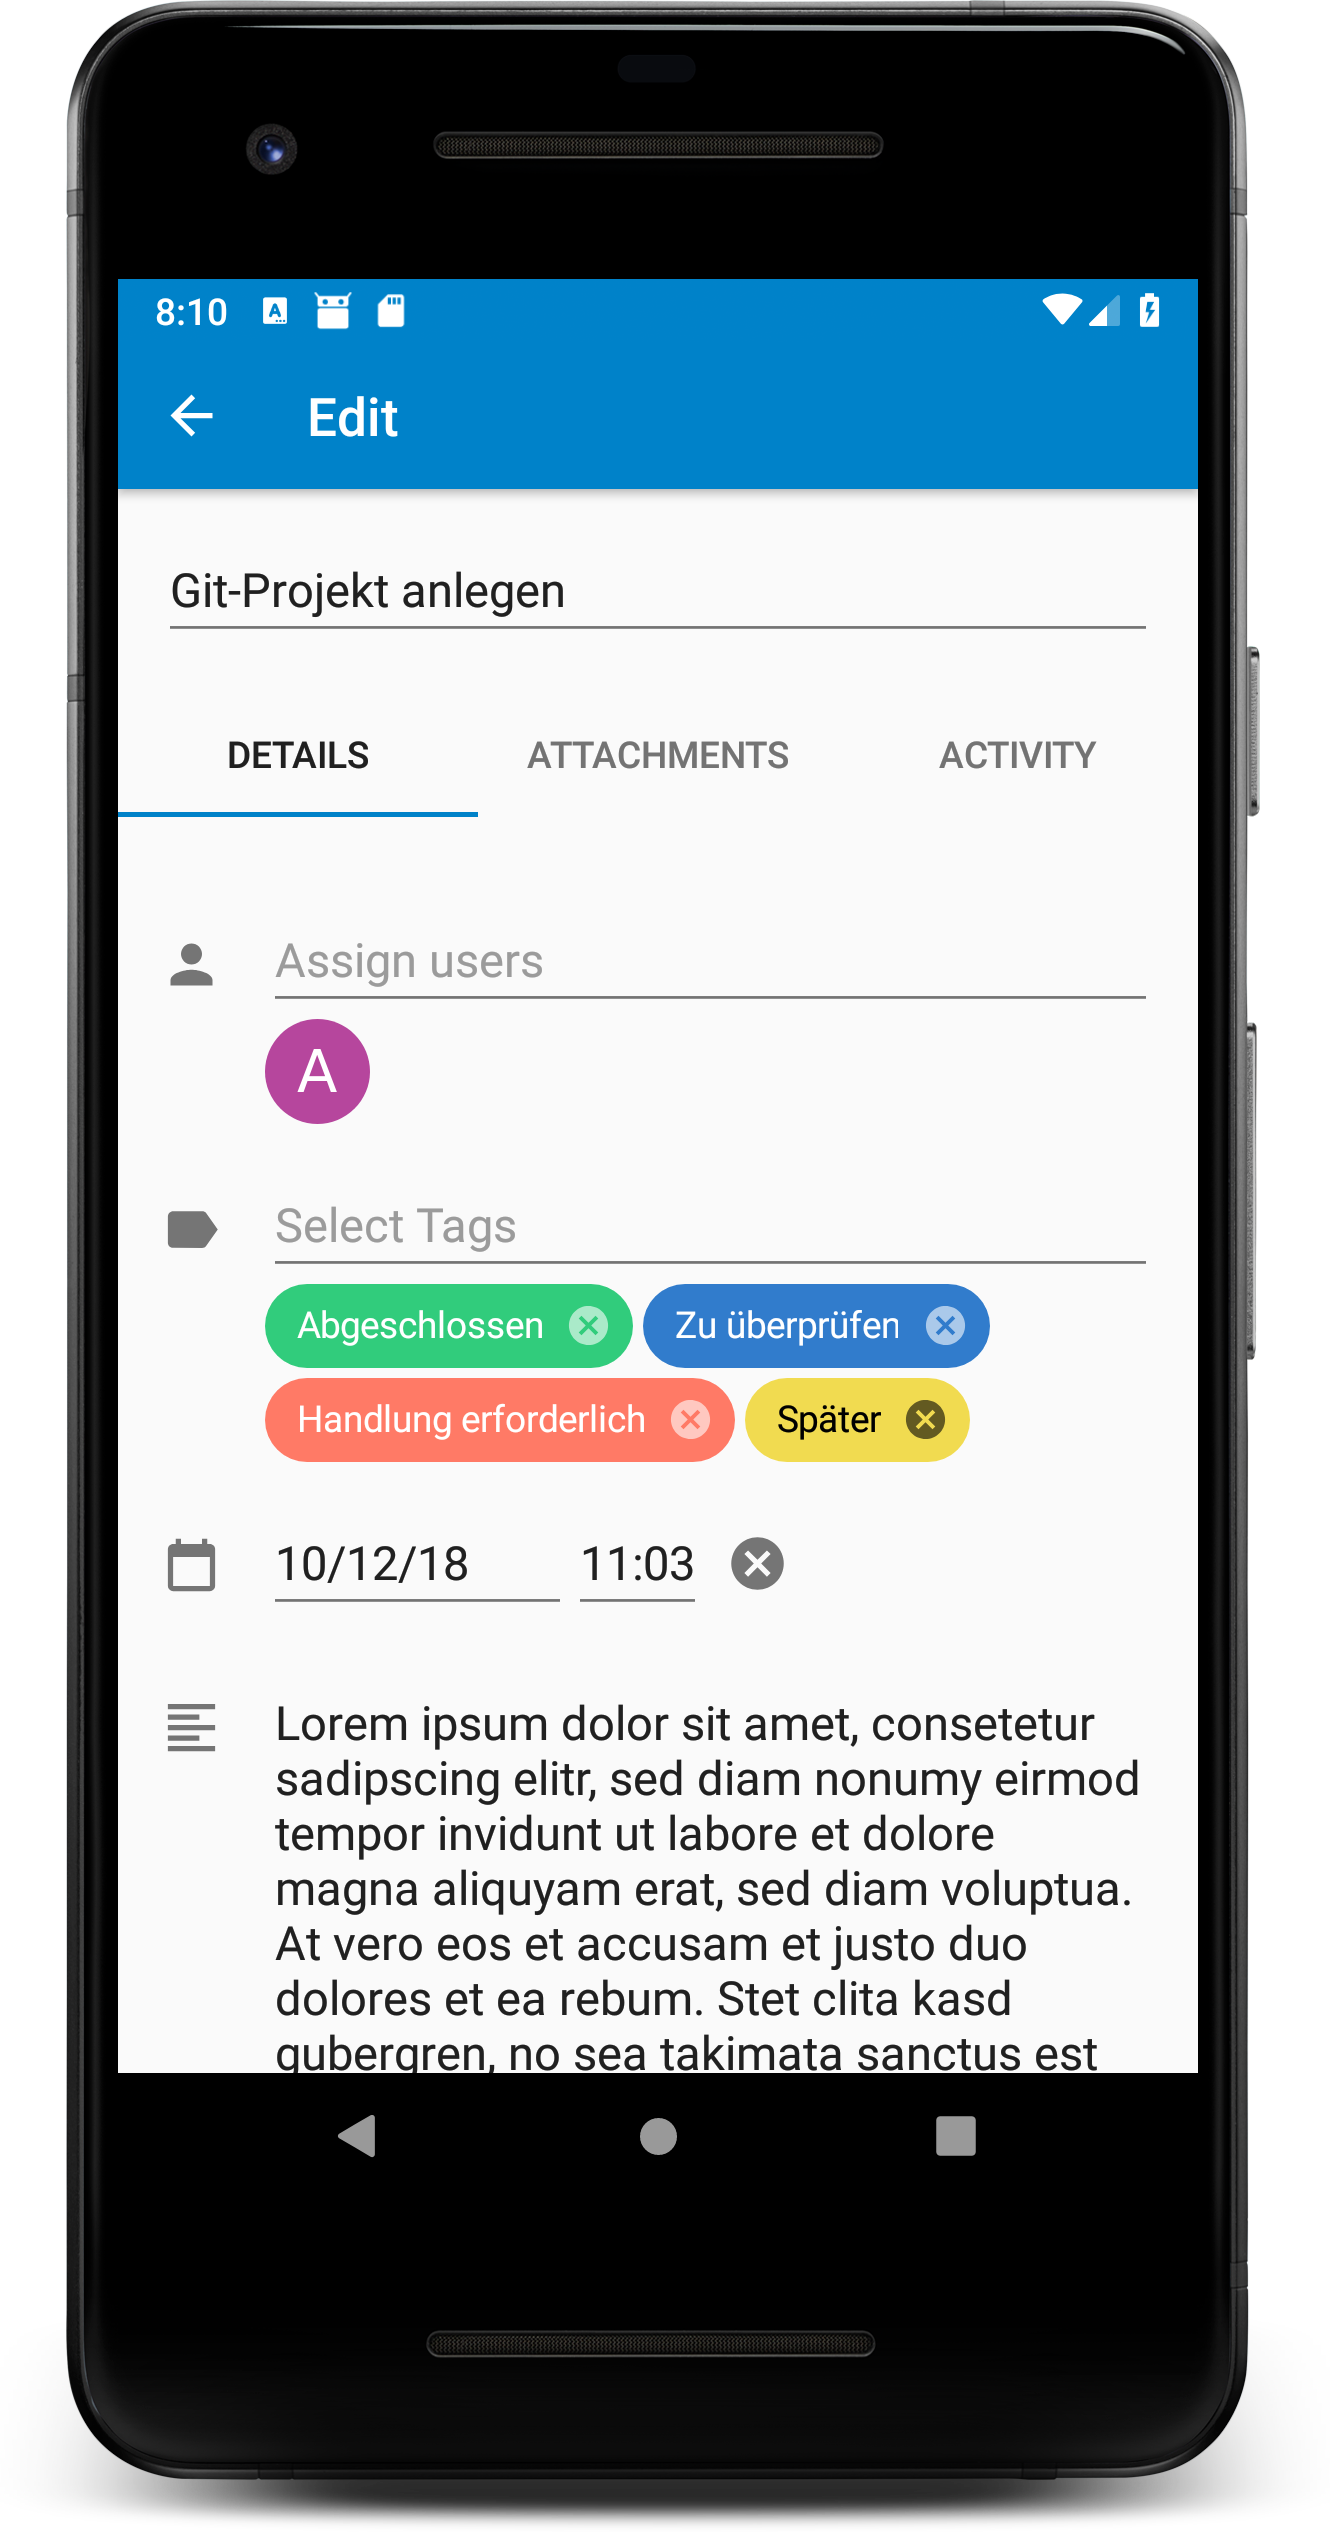 8:10
Edit
Git-Projekt anlegen
DETAILS ATTACHMENTS ACTIVITY
Assign users
A
Select Tags
Abgeschlossen Zu überprüfen
Handlung erforderlich Später
10/12/18 11:03
Lorem ipsum dolor sit amet, consetetur
sadipscing elitr, sed diam nonumy eirmod
tempor invidunt ut labore et dolore
magna aliquyam erat, sed diam voluptua.
At vero eos et accusam et justo duo
dolores et ea rebum. Stet clita kasd
gubergren, no sea takimata sanctus est